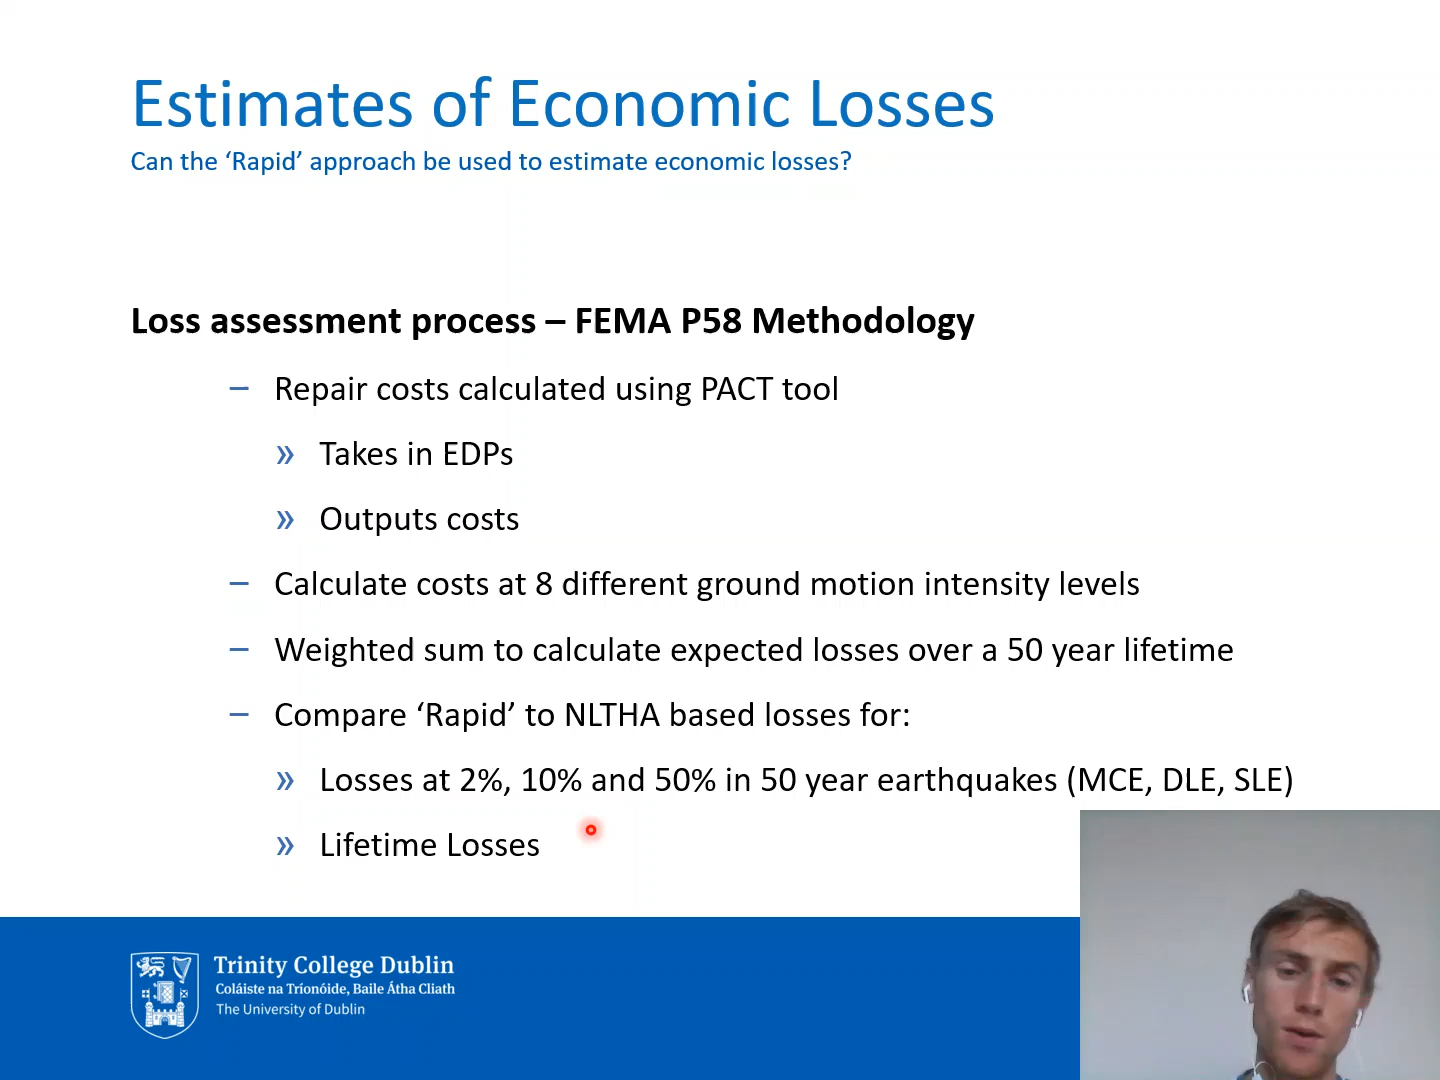 Estimates of Economic Losses
Can the ‘Rapid’ approach be used to estimate economic losses?
Loss assessment process – FEMA P58 Methodology
– Repair costs calculated using PACT tool
» Takes in EDPs
» Outputs costs
– Calculate costs at 8 different ground motion intensity levels
– Weighted sum to calculate expected losses over a 50 year lifetime
– Compare ‘Rapid’ to NLTHA based losses for:
» Losses at 2%, 10% and 50% in 50 year earthquakes (MCE, DLE, SLE)
» Lifetime Losses
Trinity College Dublin
Coláiste na Tríonóide, Baile Átha Cliath
The University of Dublin